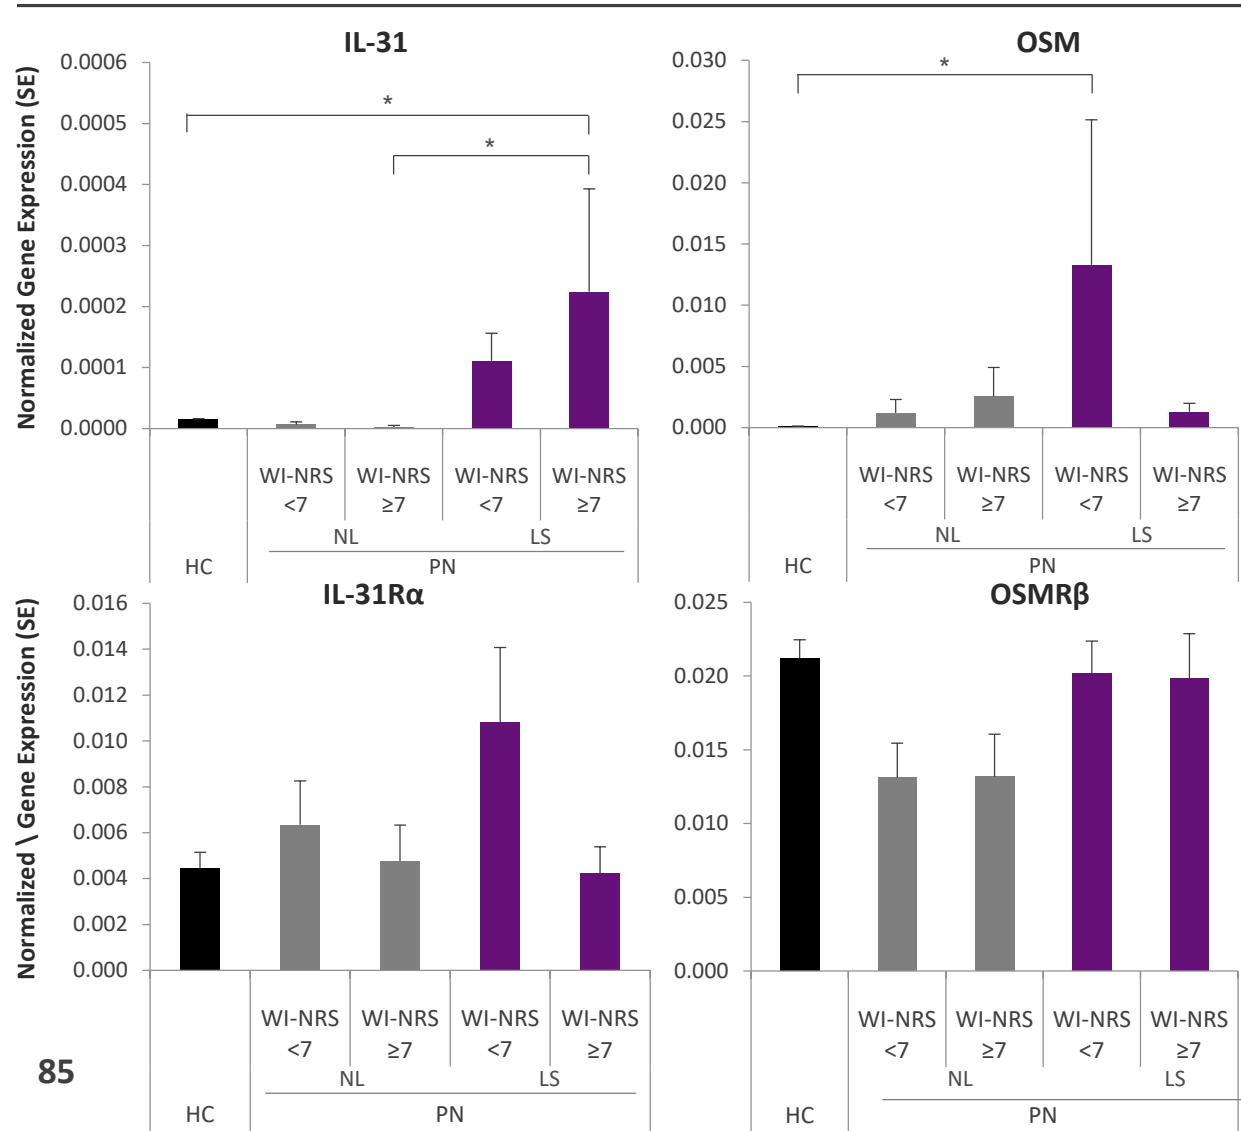 IL-31
Normalized Gene Expression (SE)
0.0006
0.0005
0.0004
0.0003
0.0002
0.0001
0.0000
*
*
WI-NRS WI-NRS WI-NRS WI-NRS
<7 ≥7 <7 ≥7
NL LS
HC PN
OSM
0.030
0.025
0.020
0.015
0.010
0.005
0.000
*
WI-NRS WI-NRS WI-NRS WI-NRS
<7 ≥7 <7 ≥7
NL LS
HC PN
IL-31Rα
Normalized \ Gene Expression (SE)
0.016
0.014
0.012
0.010
0.008
0.006
0.004
0.002
0.000
WI-NRS WI-NRS WI-NRS WI-NRS
<7 ≥7 <7 ≥7
NL LS
HC PN
OSMRβ
0.025
0.020
0.015
0.010
0.005
0.000
WI-NRS WI-NRS WI-NRS WI-NRS
<7 ≥7 <7 ≥7
NL LS
HC PN
85